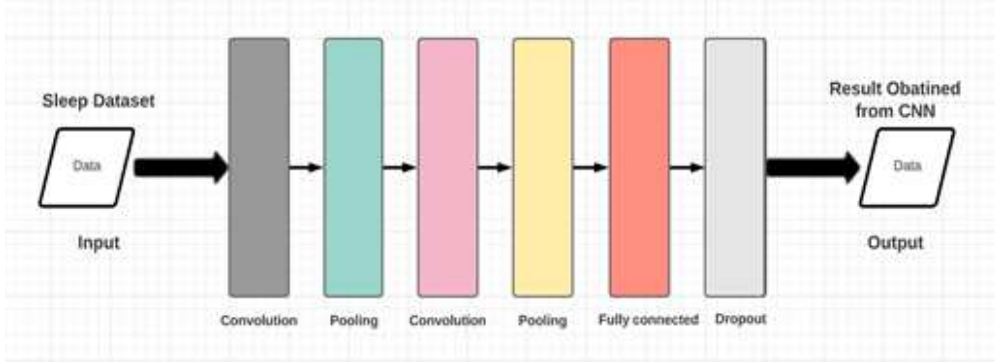 Sleep Dataset
Data
Input
Convolution
Pooling
Convolution
Pooling
Fully connected
Dropout
Result Obatined
from CNN
Data
Output